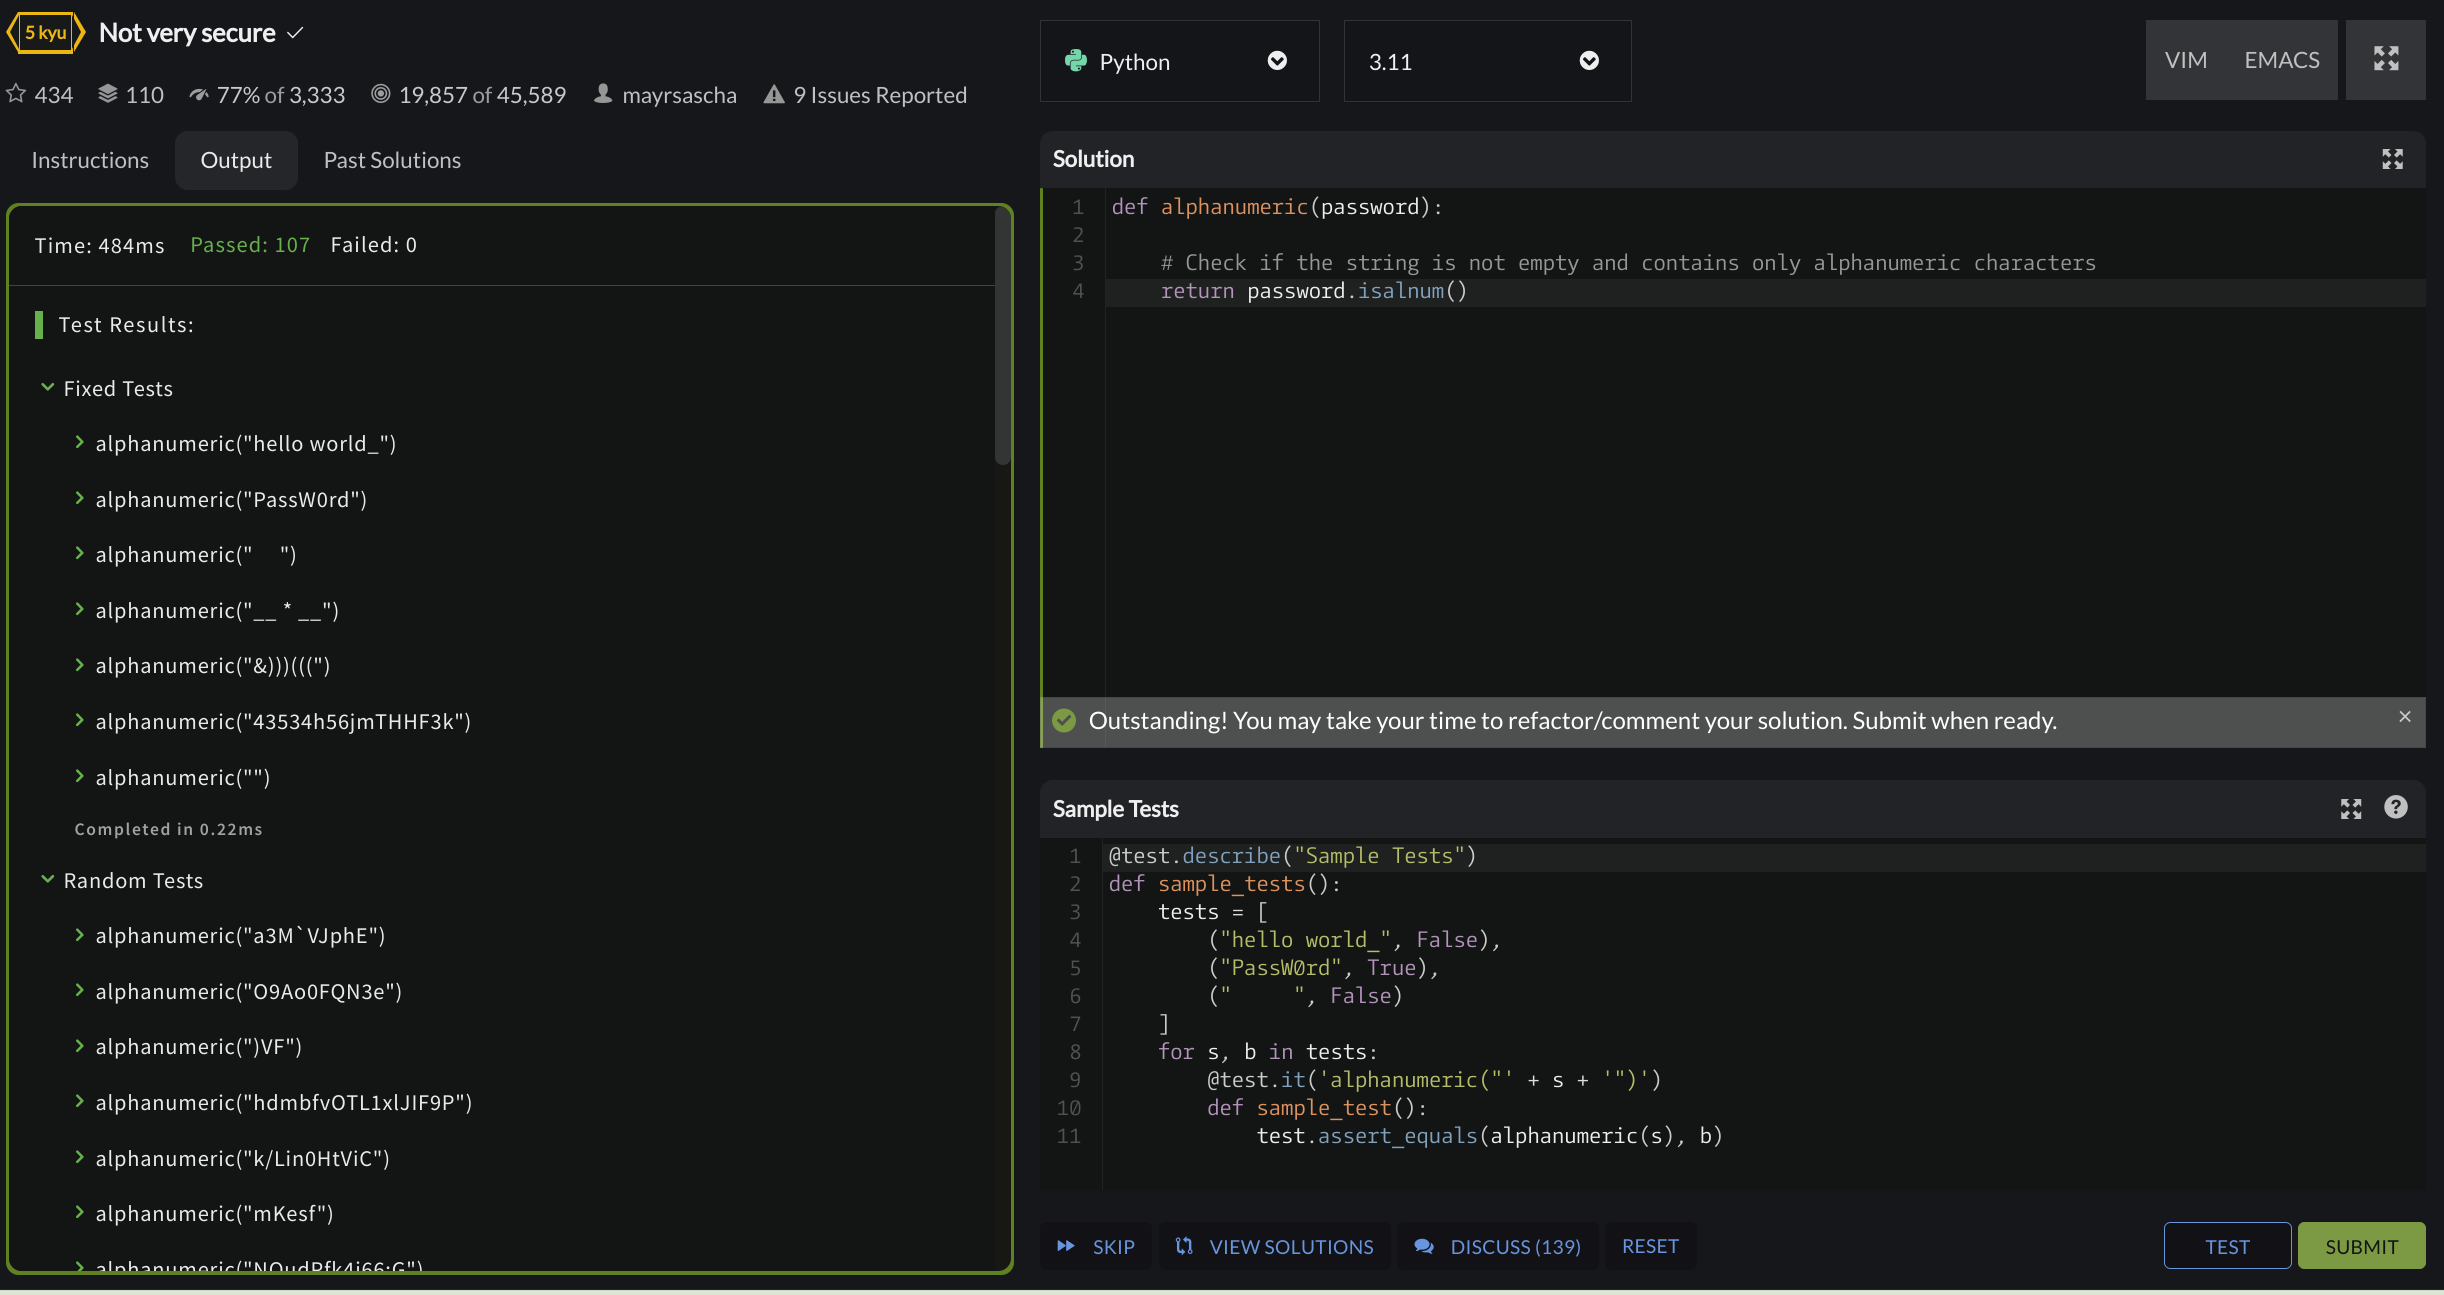 5 kyu Not very secure
434 110 77% of 3,333 19,857 of 45,589 mayrsascha 9 Issues Reported
Instructions Output Past Solutions
Time: 484ms Passed: 107 Failed: 0
Test Results:
Fixed Tests
alphanumeric("hello world_")
alphanumeric("PassW0rd")
alphanumeric("     ")
alphanumeric("__ * __")
alphanumeric("&)))(((")
alphanumeric("43534h56jmTHHF3k")
alphanumeric("")
Completed in 0.22ms
Random Tests
alphanumeric("a3M`VJphE")
alphanumeric("O9Ao0FQN3e")
alphanumeric(")VF")
alphanumeric("hdmbfvOTL1xlJIF9P")
alphanumeric("k/Lin0HtViC")
alphanumeric("mKesf")
Python 3.11 VIM EMACS
Solution
1 def alphanumeric(password):
2
3     # Check if the string is not empty and contains only alphanumeric characters
4     return password.isalnum()
Outstanding! You may take your time to refactor/comment your solution. Submit when ready.
Sample Tests
1 @test.describe("Sample Tests")
2 def sample_tests():
3     tests = [
4         ("hello world_", False),
5         ("PassW0rd", True),
6         ("     ", False)
7     ]
8     for s, b in tests:
9         @test.it('alphanumeric("' + s + '")')
10         def sample_test():
11             test.assert_equals(alphanumeric(s), b)
SKIP VIEW SOLUTIONS DISCUSS (139) RESET TEST SUBMIT